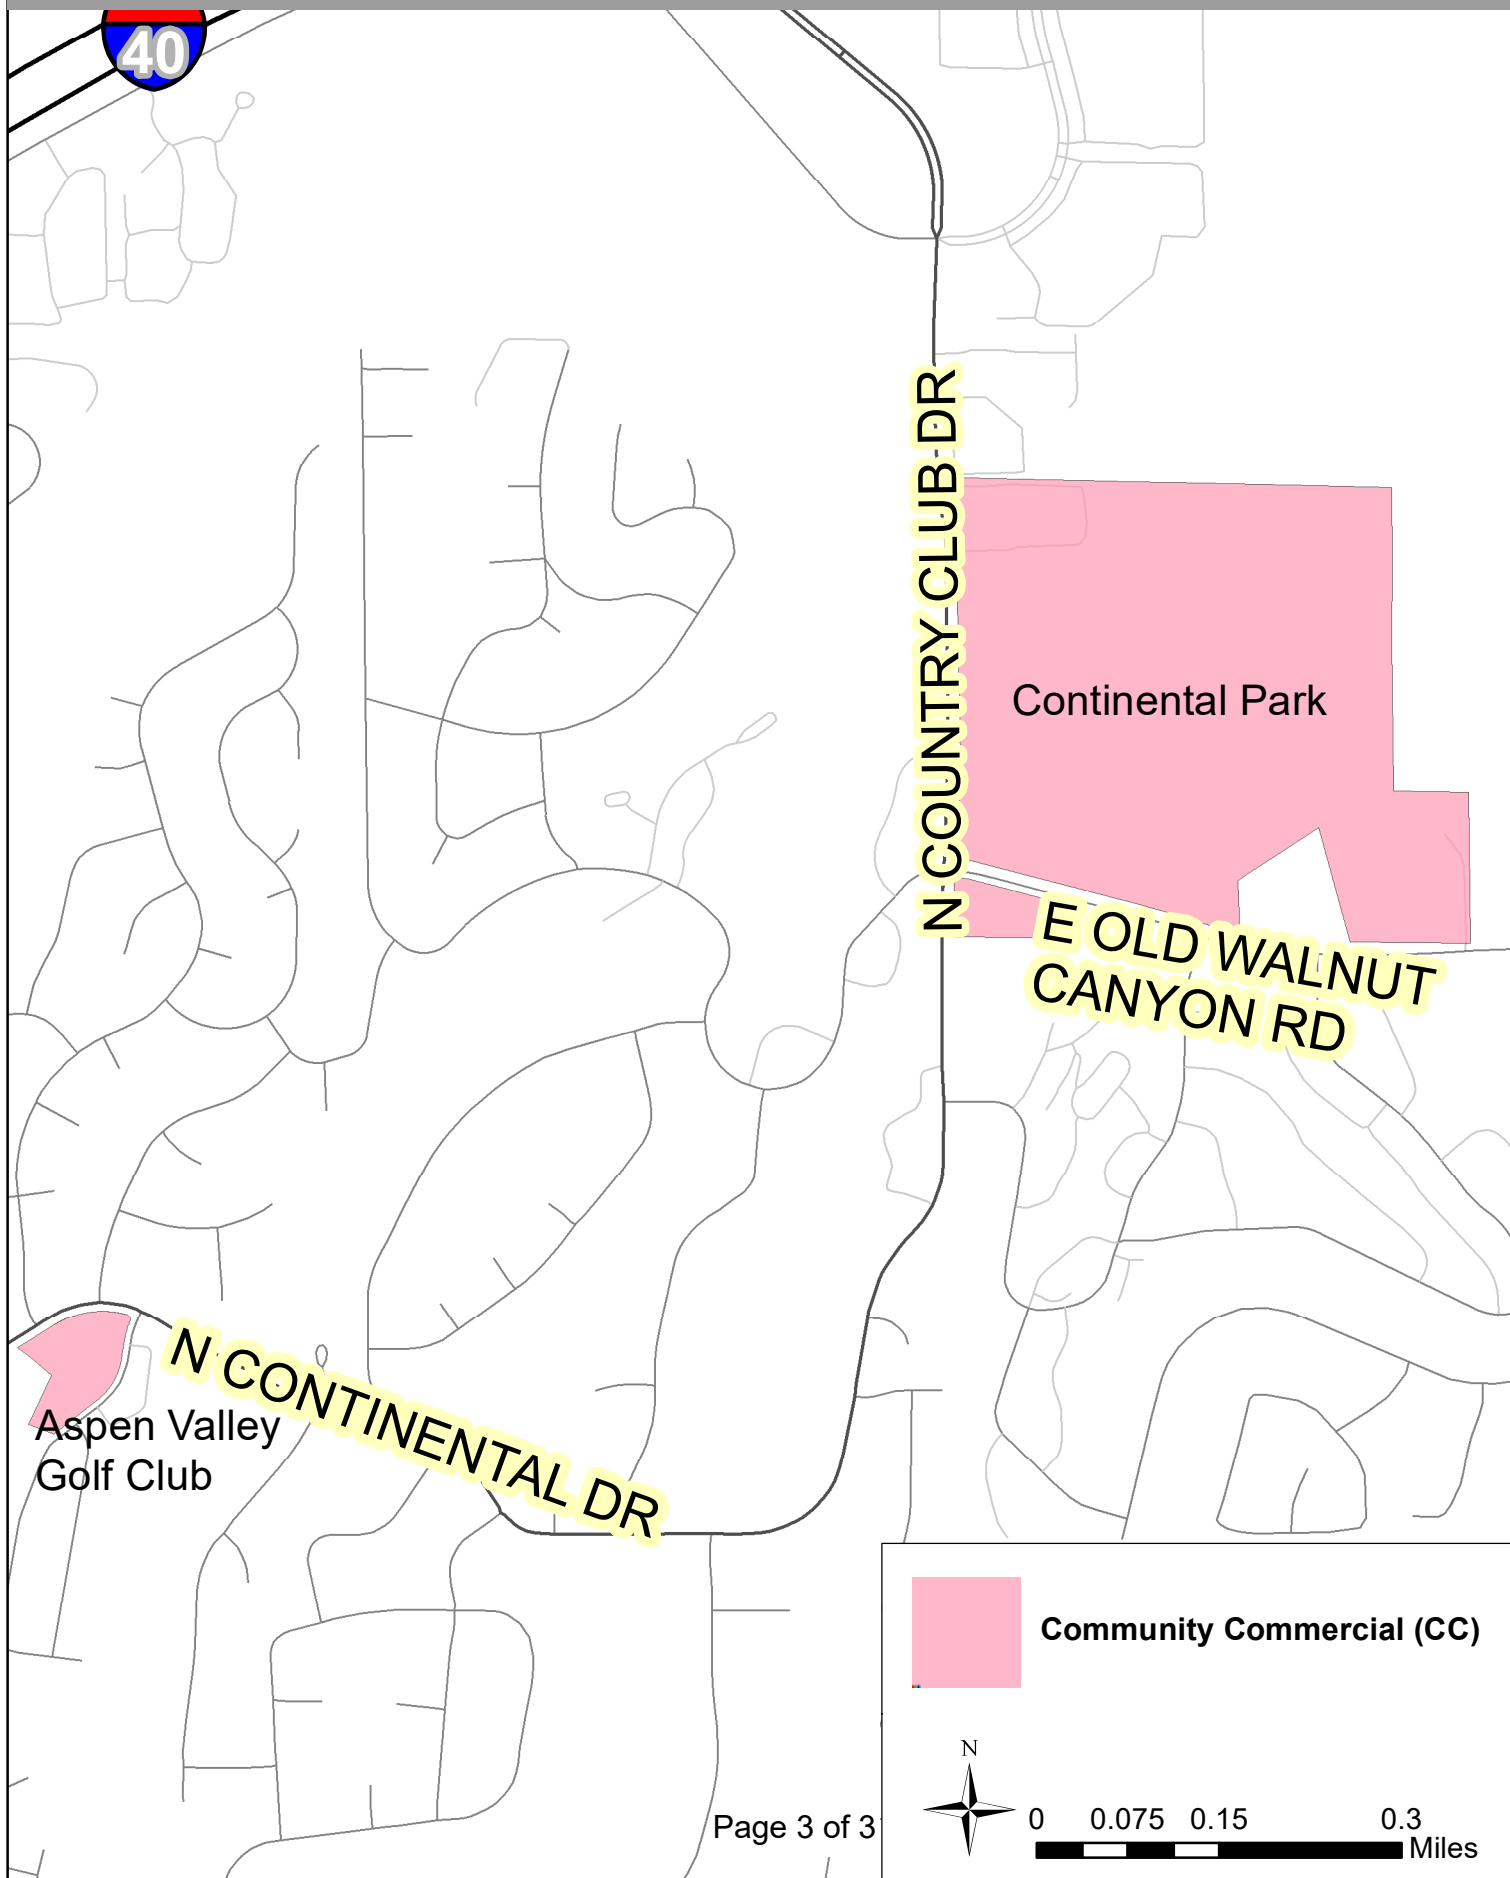 40
N COUNTRY CLUB DR
Continental Park
E OLD WALNUT
CANYON RD
N CONTINENTAL DR
Aspen Valley
Golf Club
Community Commercial (CC)
N
0 0.075 0.15 0.3
Miles
Page 3 of 3